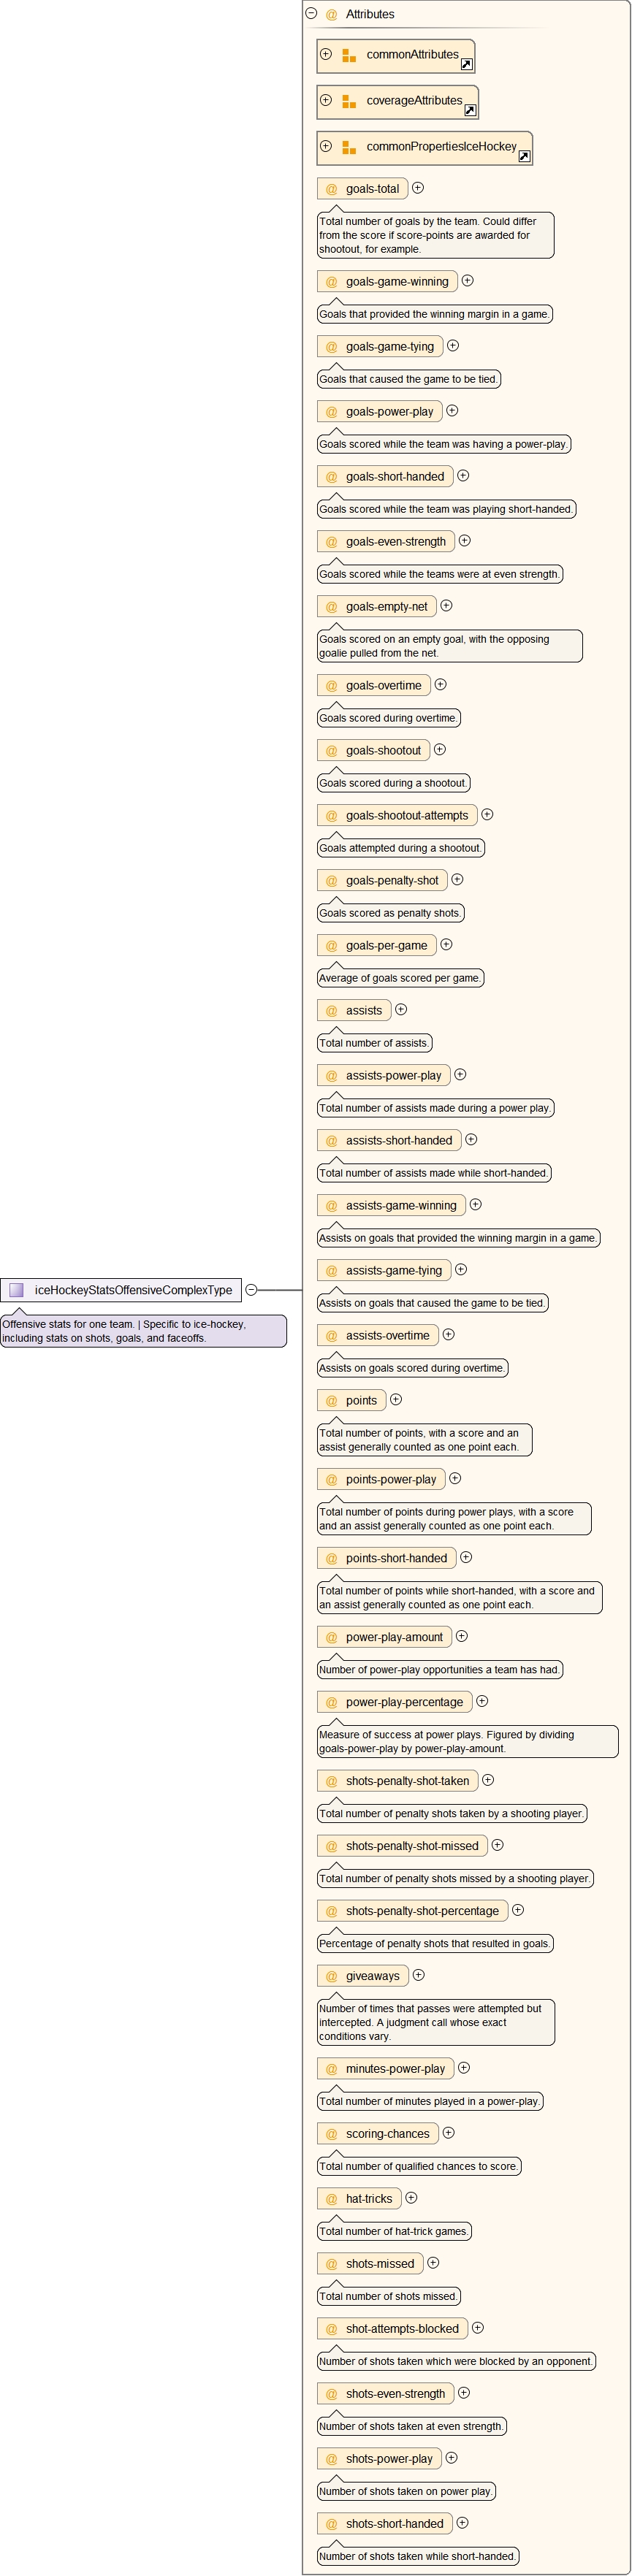 Attributes
commonAttributes
coverageAttributes
commonPropertiesIceHockey
@ goals-total
Total number of goals by the team. Could differ
from the score if score-points are awarded for
shootout, for example.
@ goals-game-winning
Goals that provided the winning margin in a game.
@ goals-game-tying
Goals that caused the game to be tied.
@ goals-power-play
Goals scored while the team was having a power-play.
@ goals-short-handed
Goals scored while the team was playing short-handed.
@ goals-even-strength
Goals scored while the teams were at even strength.
@ goals-empty-net
Goals scored on an empty goal, with the opposing
goalie pulled from the net.
@ goals-overtime
Goals scored during overtime.
@ goals-shootout
Goals scored during a shootout.
@ goals-shootout-attempts
Goals attempted during a shootout.
@ goals-penalty-shot
Goals scored as penalty shots.
@ goals-per-game
Average of goals scored per game.
@ assists
Total number of assists.
@ assists-power-play
Total number of assists made during a power play.
@ assists-short-handed
Total number of assists made while short-handed.
@ assists-game-winning
Assists on goals that provided the winning margin in a game.
@ assists-game-tying
Assists on goals that caused the game to be tied.
iceHockeyStatsOffensiveComplexType
Offensive stats for one team. | Specific to ice-hockey,
including stats on shots, goals, and faceoffs.
@ assists-overtime
Assists on goals scored during overtime.
@ points
Total number of points, with a score and an
assist generally counted as one point each.
@ points-power-play
Total number of points during power plays, with a score
and an assist generally counted as one point each.
@ points-short-handed
Total number of points while short-handed, with a score and
an assist generally counted as one point each.
@ power-play-amount
Number of power-play opportunities a team has had.
@ power-play-percentage
Measure of success at power plays. Figured by dividing
goals-power-play by power-play-amount.
@ shots-penalty-shot-taken
Total number of penalty shots taken by a shooting player.
@ shots-penalty-shot-missed
Total number of penalty shots missed by a shooting player.
@ shots-penalty-shot-percentage
Percentage of penalty shots that resulted in goals.
@ giveaways
Number of times that passes were attempted but
intercepted. A judgment call whose exact
conditions vary.
@ minutes-power-play
Total number of minutes played in a power-play.
@ scoring-chances
Total number of qualified chances to score.
@ hat-tricks
Total number of hat-trick games.
@ shots-missed
Total number of shots missed.
@ shot-attempts-blocked
Number of shots taken which were blocked by an opponent.
@ shots-even-strength
Number of shots taken at even strength.
@ shots-power-play
Number of shots taken on power play.
@ shots-short-handed
Number of shots taken while short-handed.